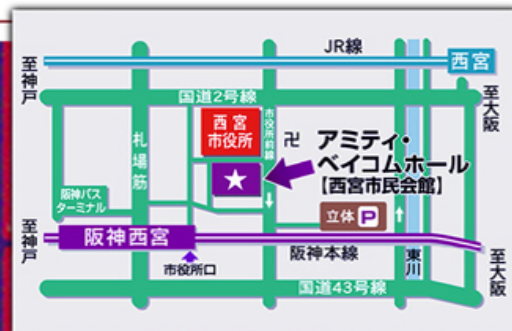 JR線
西宮
至神戸
国道2号線
至大阪
西宮
市役所
市役所前線
卍
札場筋
アミティ・
ベイコムホール
【西宮市民会館】
★
阪神バス
ターミナル
立体 P
至神戸
阪神西宮
阪神本線
東川
市役所口
至大阪
国道43号線